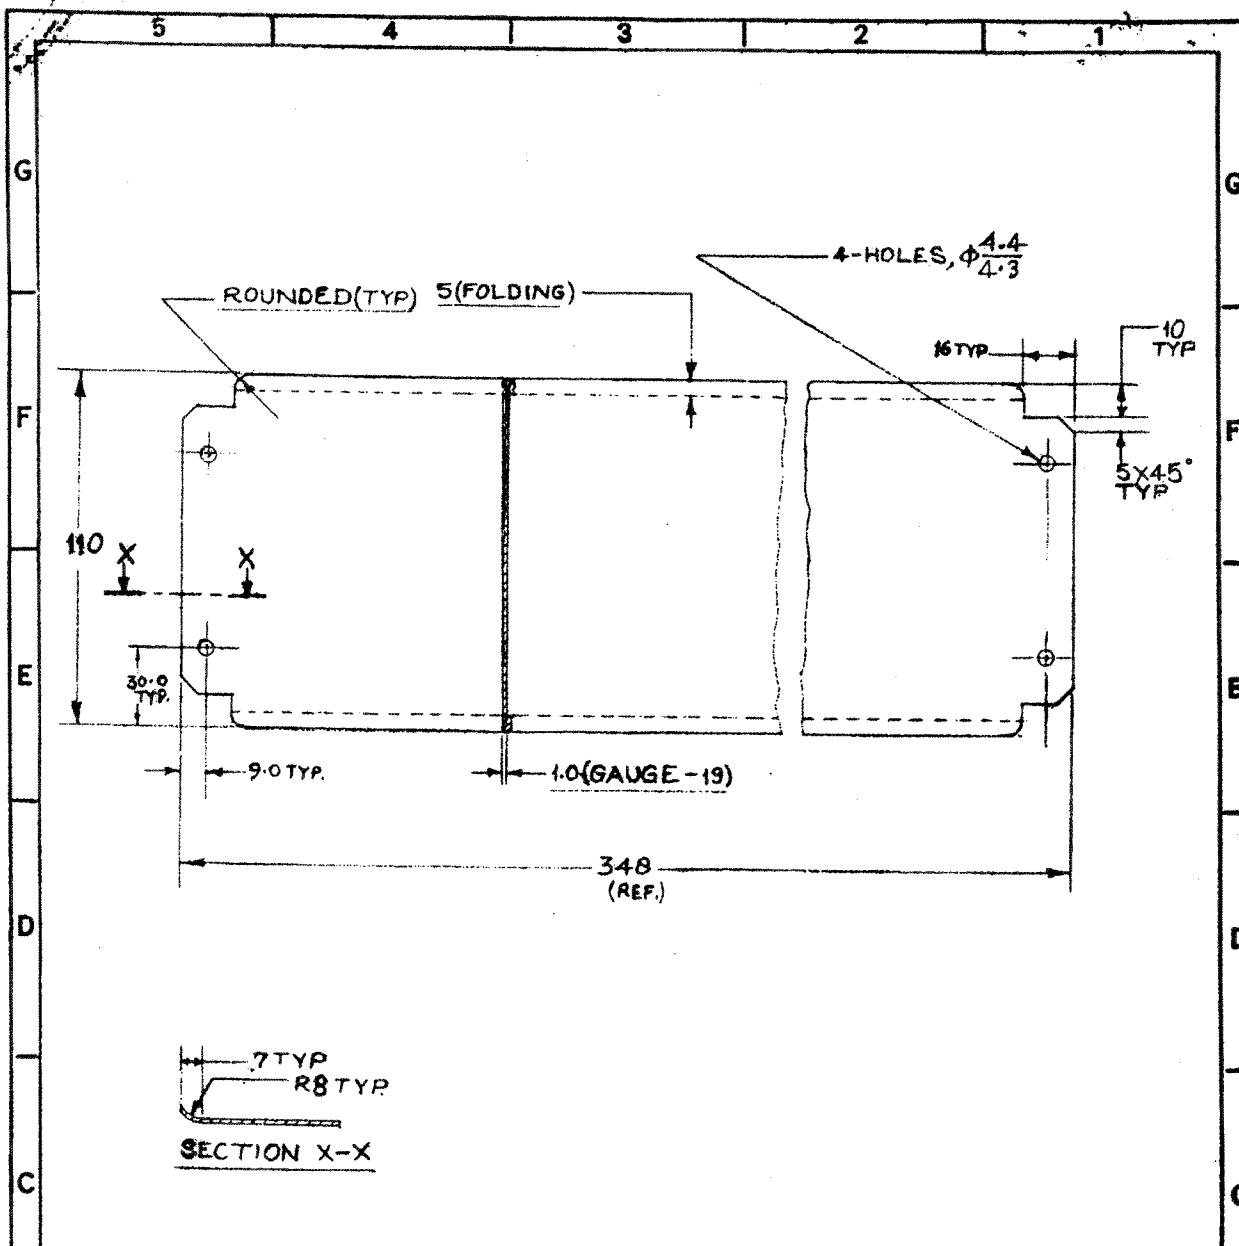 5 4 3 2 1
G G
4-HOLES, φ4.4/4.3
ROUNDED(TYP) 5(FOLDING)
16 TYP 10
TYP
F F
5X45°
TYP
110 X X
E E
30.0
TYP.
9.0 TYP. 1.0(GAUGE-19)
348
(REF.)
D D
7 TYP
R8 TYP
SECTION X-X
C C